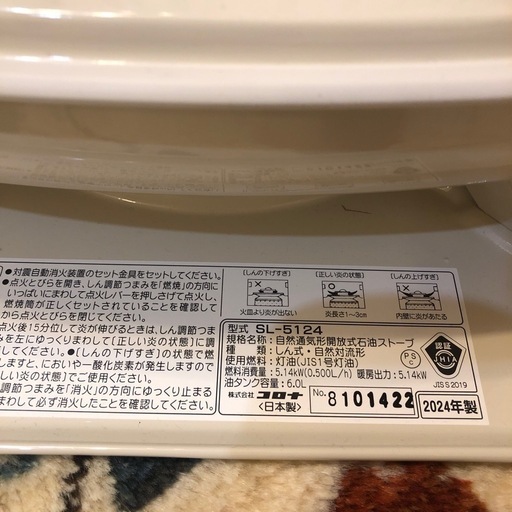 ●対震自動消火装置のセット金具をセットしてください。
●点火とびらを開き、しん調節つまみを「燃焼」の方向に
いっぱいにまわして点火レバーを押しさげて点火し、
燃焼筒が正しくセットされていることを確認してか
ら点火とびらを閉じてください。
点火後15分位して炎が伸びるときは、しん調節つま
みを左にゆっくりまわして【正しい炎の状態】に調
してください。【しんの下げすぎ】の状態で燃
しますと、においや一酸化炭素が発生しますので
しい炎の状態】でご使用ください。
調節つまみを「消火」の方向にゆっくり止まる
まわして必ず消火したことを確認してください。
【しんの下げすぎ】
火皿より炎が出ない
【正しい炎の状態】
炎長さ1~3cm
【しんの上げすぎ】
内壁に炎があたる
型式 SL-5124
規格名称：自然通気形開放式石油ストーブ
種類：しん式・自然対流形
使用燃料：灯油(JIS1号灯油)
燃料消費量：5.14kW(0.500L/h) 暖房出力：5.14kW
油タンク容量：6.0L
株式会社 コロナ
〈日本製〉
No. 8101422
2024年製
PS
C
認証
JHIA
JIS S 2019